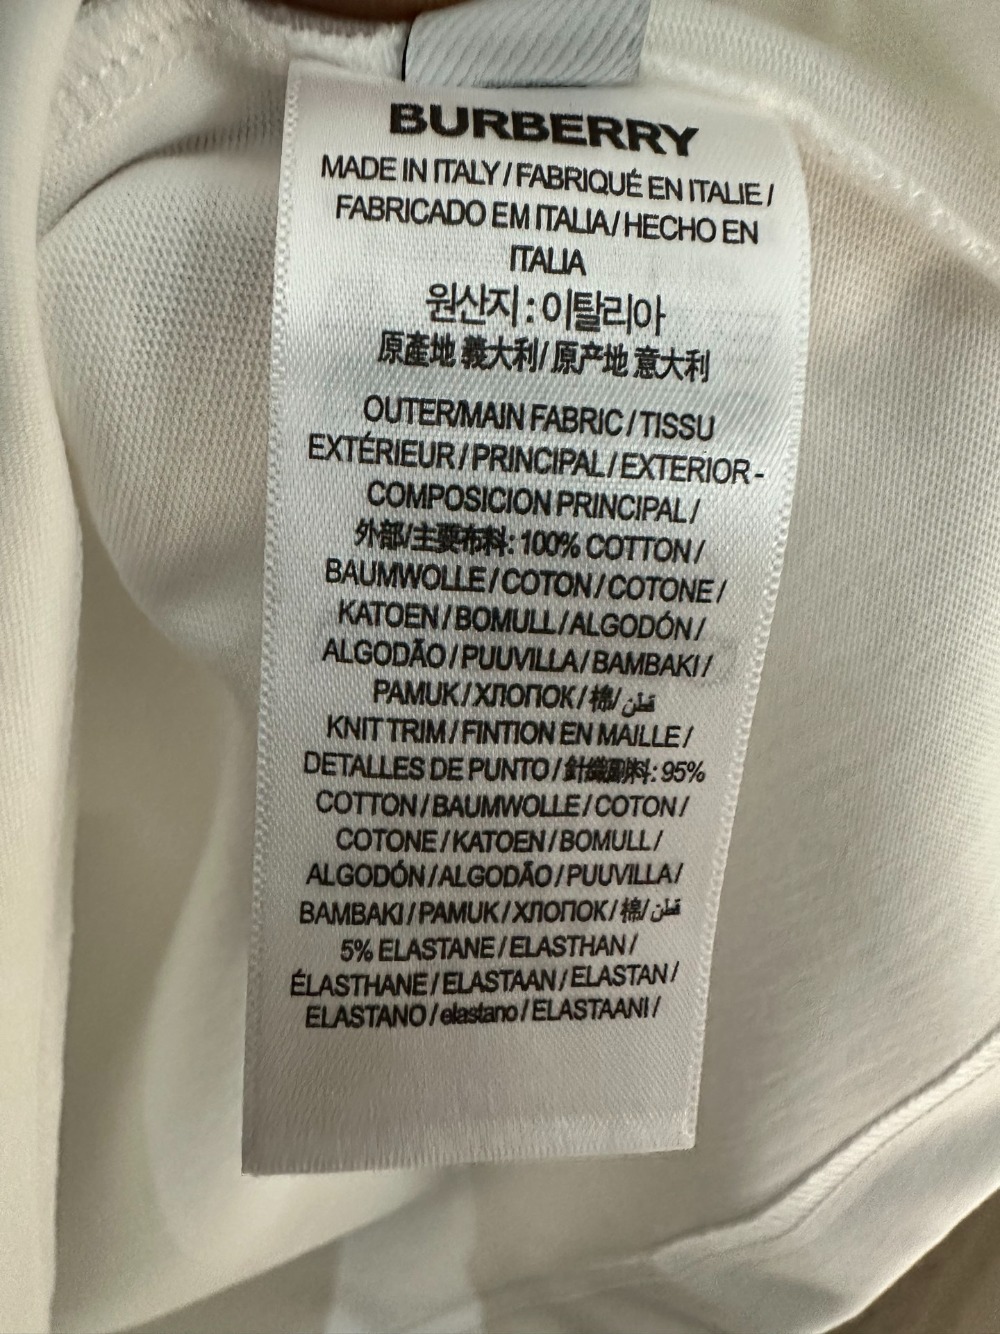 BURBERRY
MADE IN ITALY / FABRIQUÉ EN ITALIE /
FABRICADO EM ITALIA / HECHO EN
ITALIA
원산지 : 이탈리아
原產地 義大利/ 原产地 意大利
OUTER/MAIN FABRIC / TISSU
EXTÉRIEUR / PRINCIPAL / EXTERIOR -
COMPOSICION PRINCIPAL /
外部/主要布料: 100% COTTON /
BAUMWOLLE / COTON / COTONE /
KATOEN / BOMULL / ALGODÓN /
ALGODÃO / PUUVILLA / BAMBAKI /
PAMUK / ХЛОПОК / 棉/ قطن
KNIT TRIM / FINTION EN MAILLE /
DETALLES DE PUNTO / 針織副料: 95%
COTTON / BAUMWOLLE / COTON /
COTONE / KATOEN / BOMULL /
ALGODÓN / ALGODÃO / PUUVILLA /
BAMBAKI / PAMUK / ХЛОПОК / 棉/ قطن
5% ELASTANE / ELASTHAN /
ÉLASTHANE / ELASTAAN / ELASTAN /
ELASTANO / elastano / ELASTAANI /